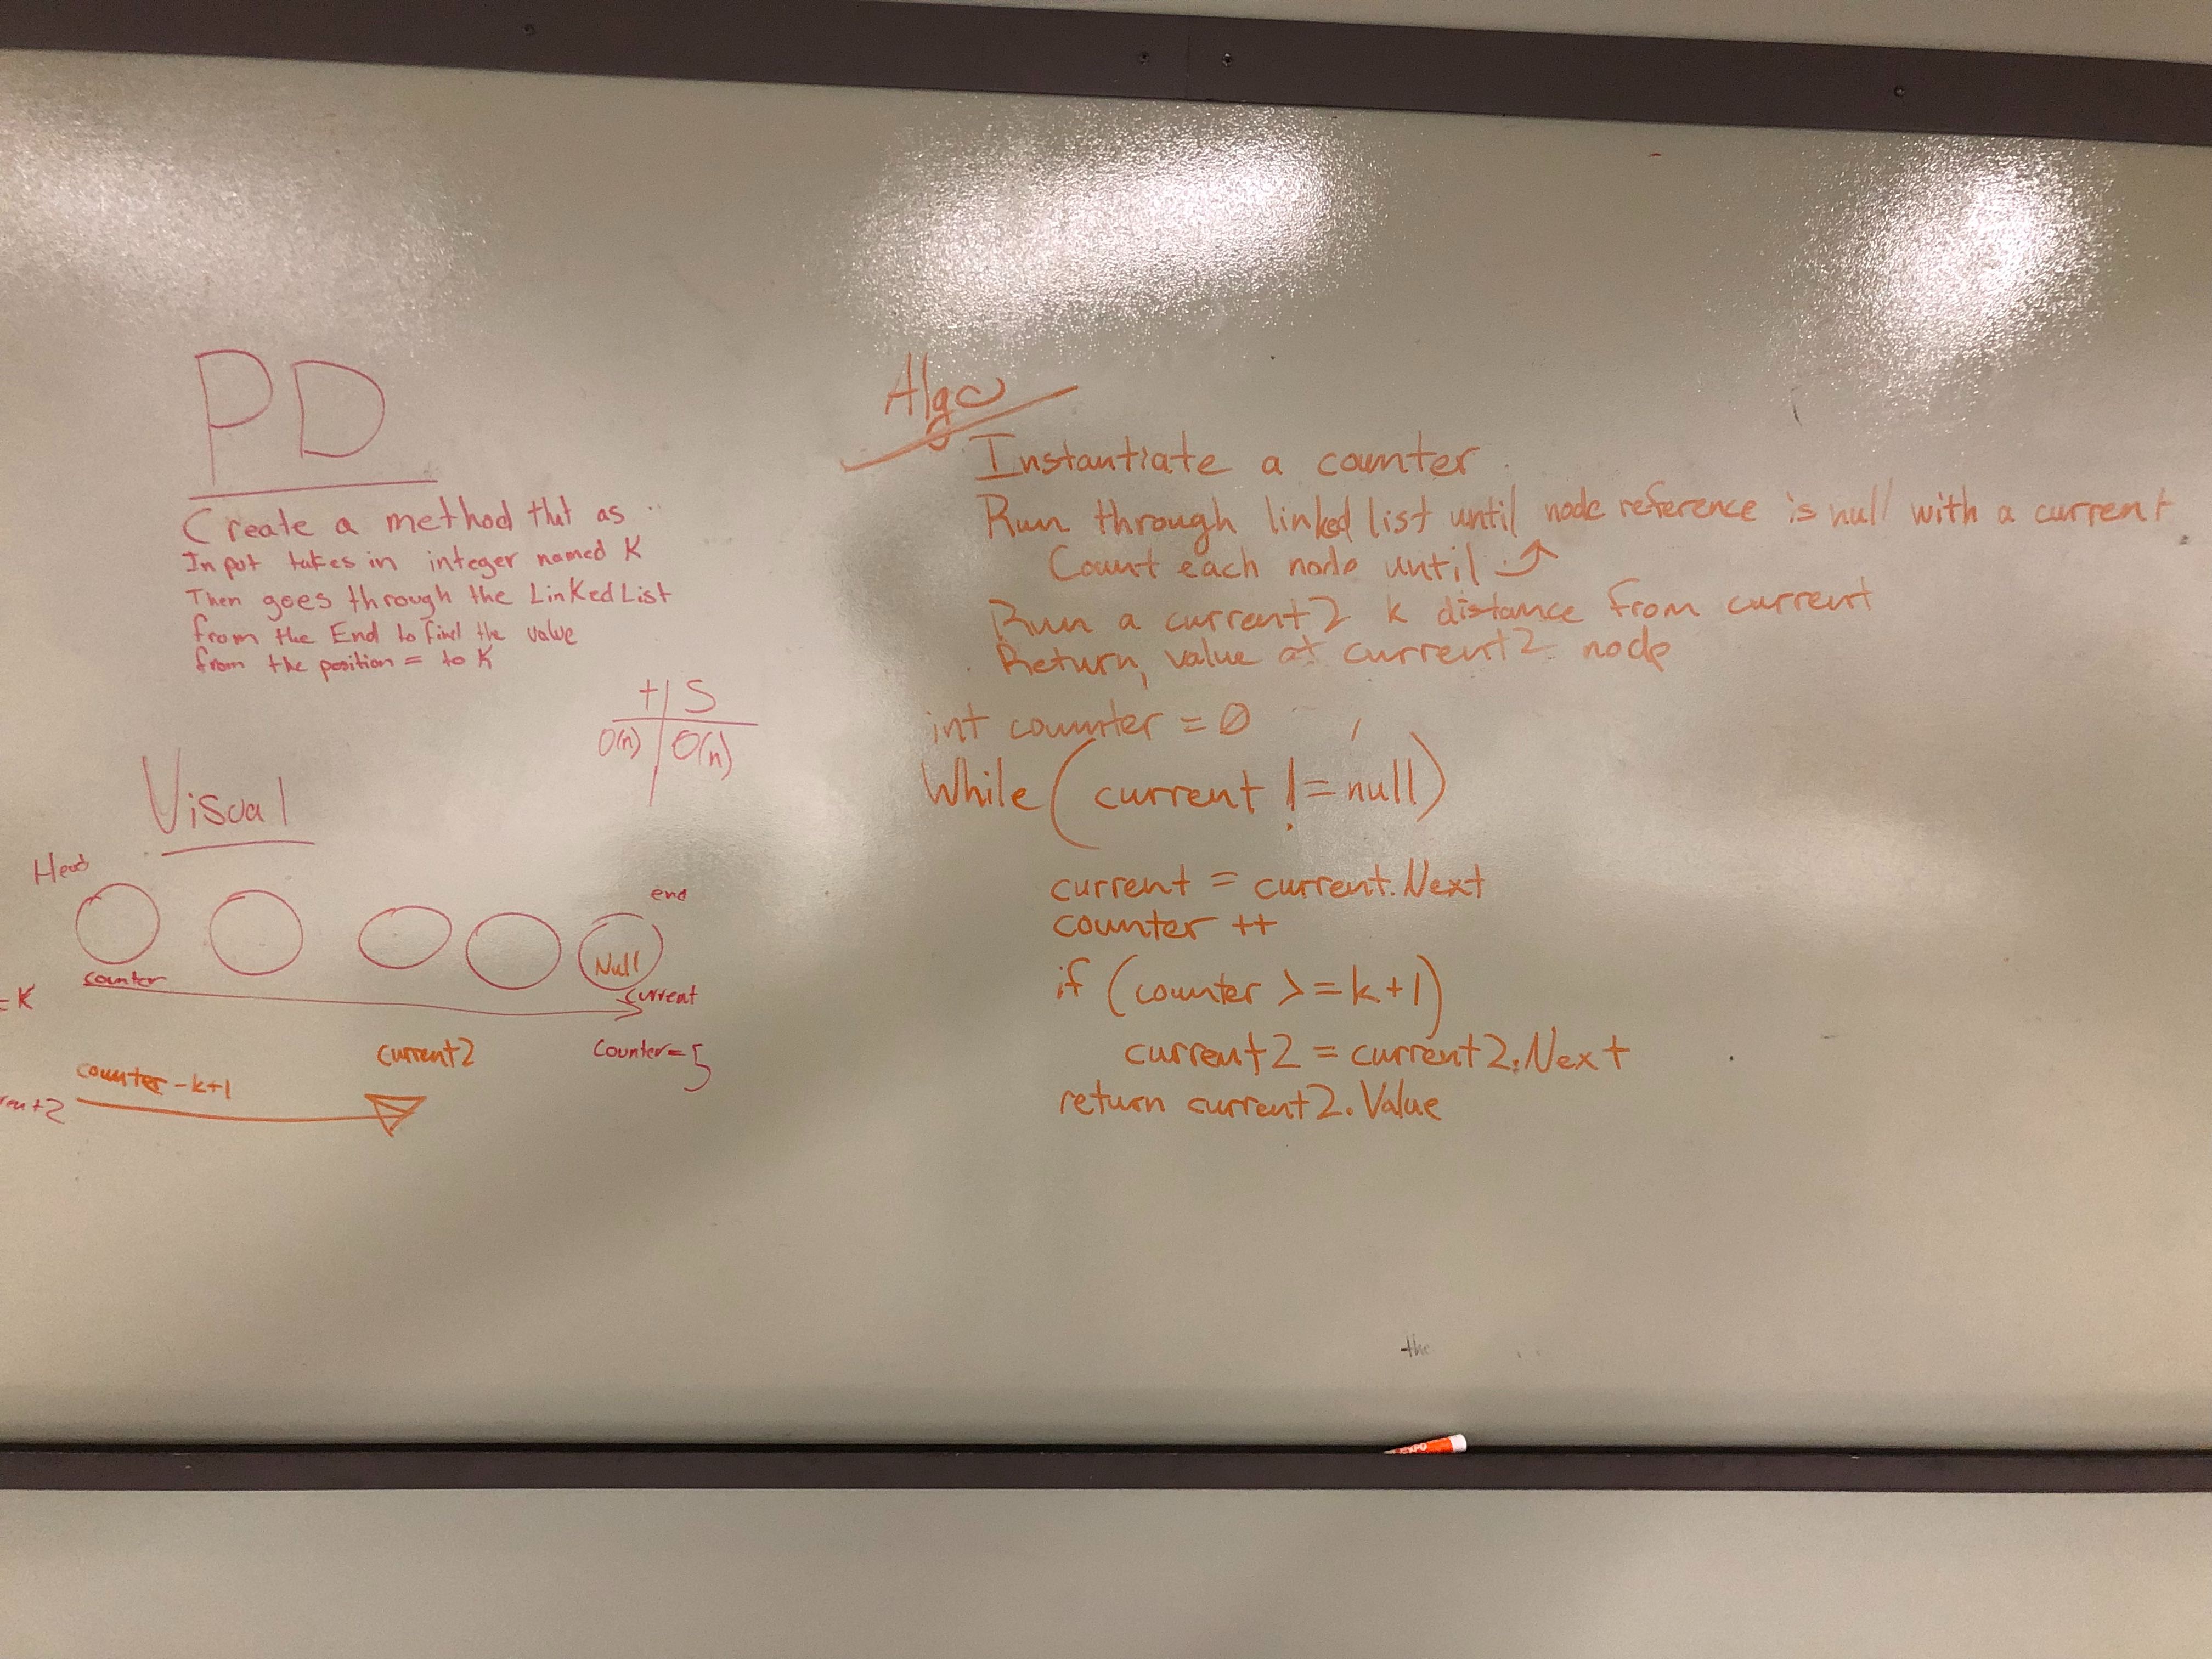 PD
Create a method that as
Input takes in integer named K
Then goes through the LinkedList
from the End to find the value
from the position = to K
t S
O(n) O(n)
Visual
Head
end
Null
counter
current
= K
current2
Counter = 5
counter - k+1
Algo
Instantiate a counter
Run through linked list until node reference is null with a current
Count each node until
Run a current2 k distance from current
Return value at current2 node
int counter = 0
While (current != null)
current = current.Next
counter ++
if (counter >= k+1)
current2 = current2.Next
return current2.Value
the
EXPO